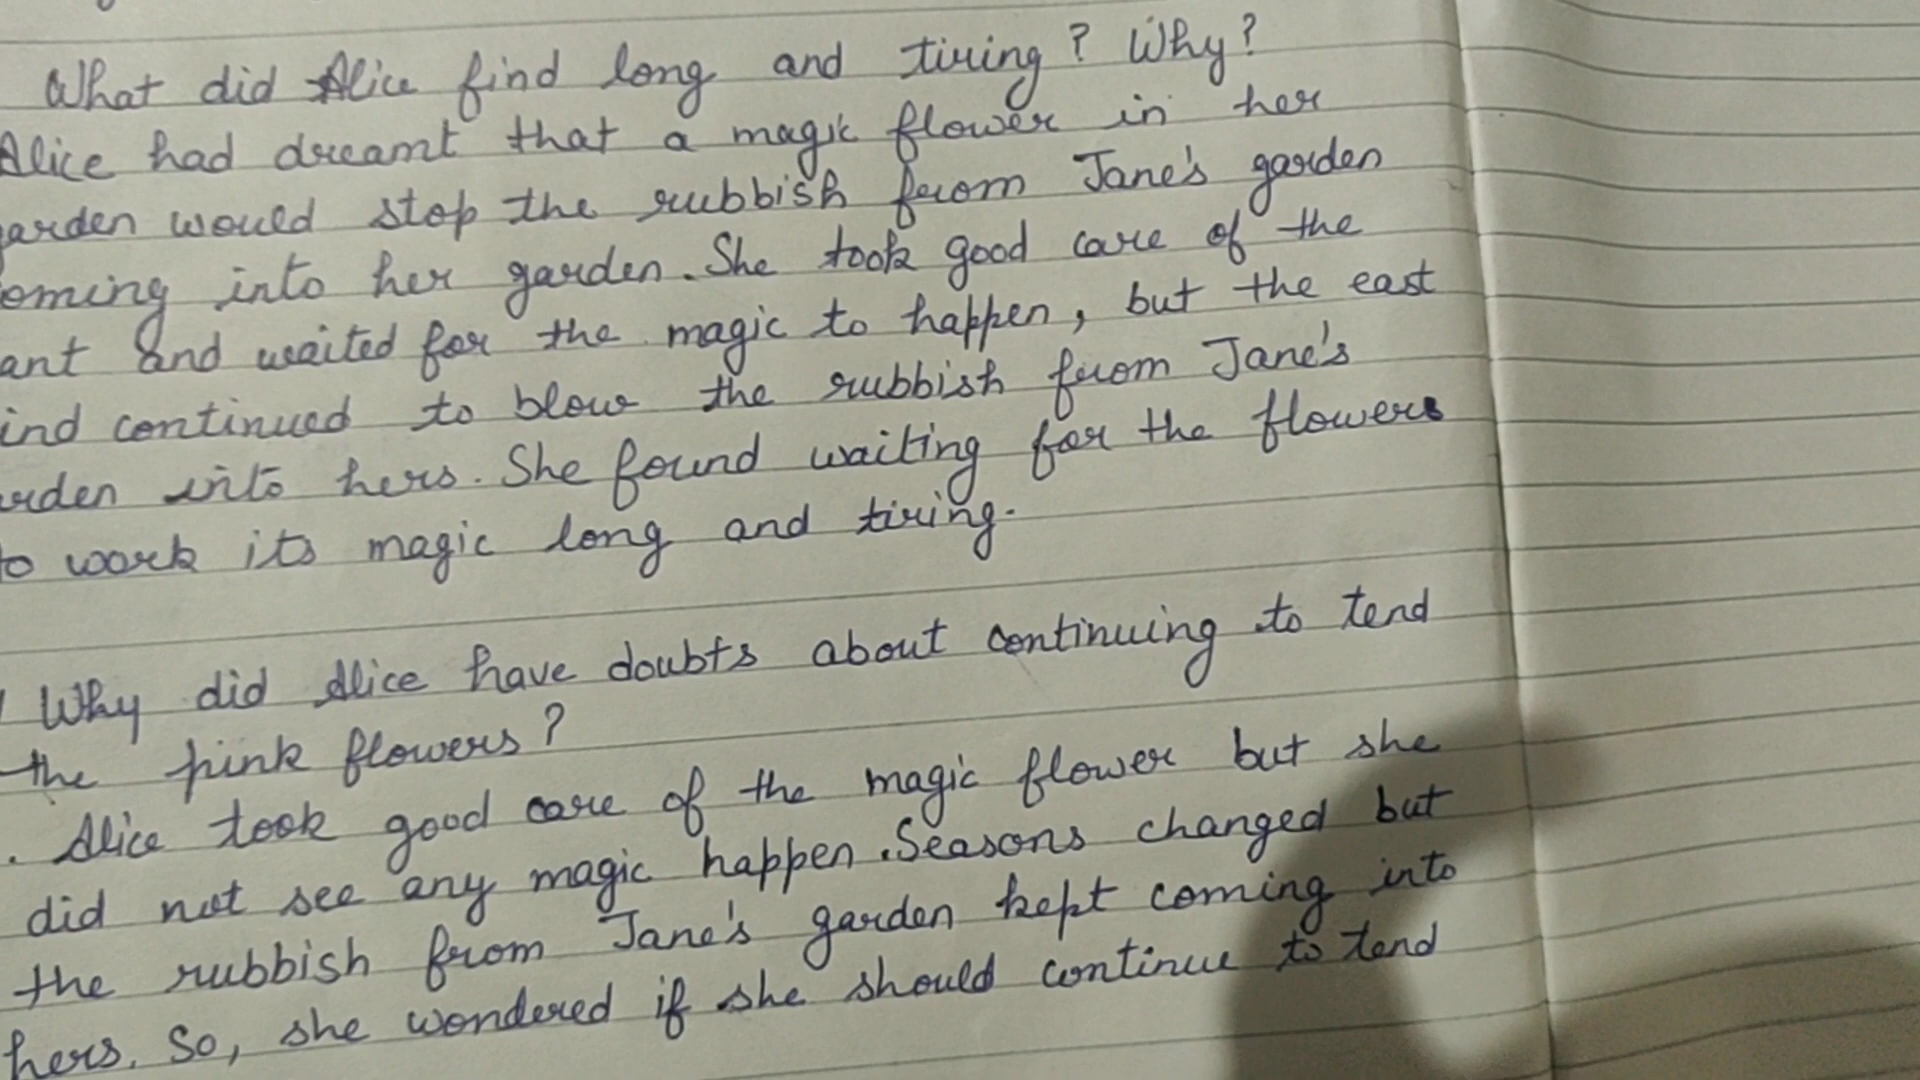 What did Alice find long and tiring? Why?
Alice had dreamt that a magic flower in her
arden would stop the rubbish from Jane's garden
oming into her garden. She took good care of the
ant and waited for the magic to happen, but the east
ind continued to blow the rubbish from Jane's
rden into hers. She found waiting for the flowers
to work its magic long and tiring.
Why did Alice have doubts about continuing to tend
the pink flowers?
. Alice took good care of the magic flower but she
did not see any magic happen. Seasons changed but
the rubbish from Jane's garden kept coming into
hers. So, she wondered if she should continue to tend